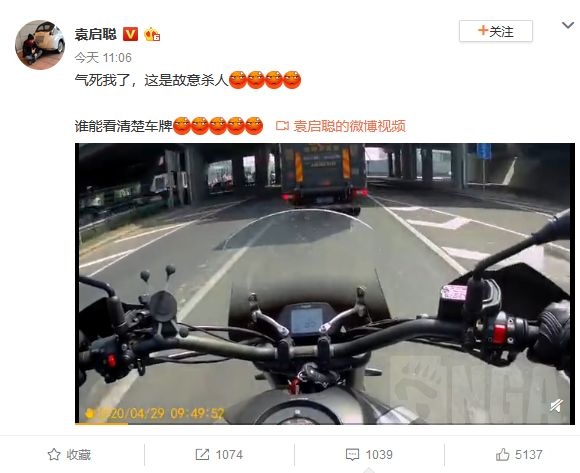 袁启聪
+关注
今天 11:06
气死我了，这是故意杀人
谁能看清楚车牌 袁启聪的微博视频
2020/04/29 09:49:52
NGA
收藏
1074
1039
5137